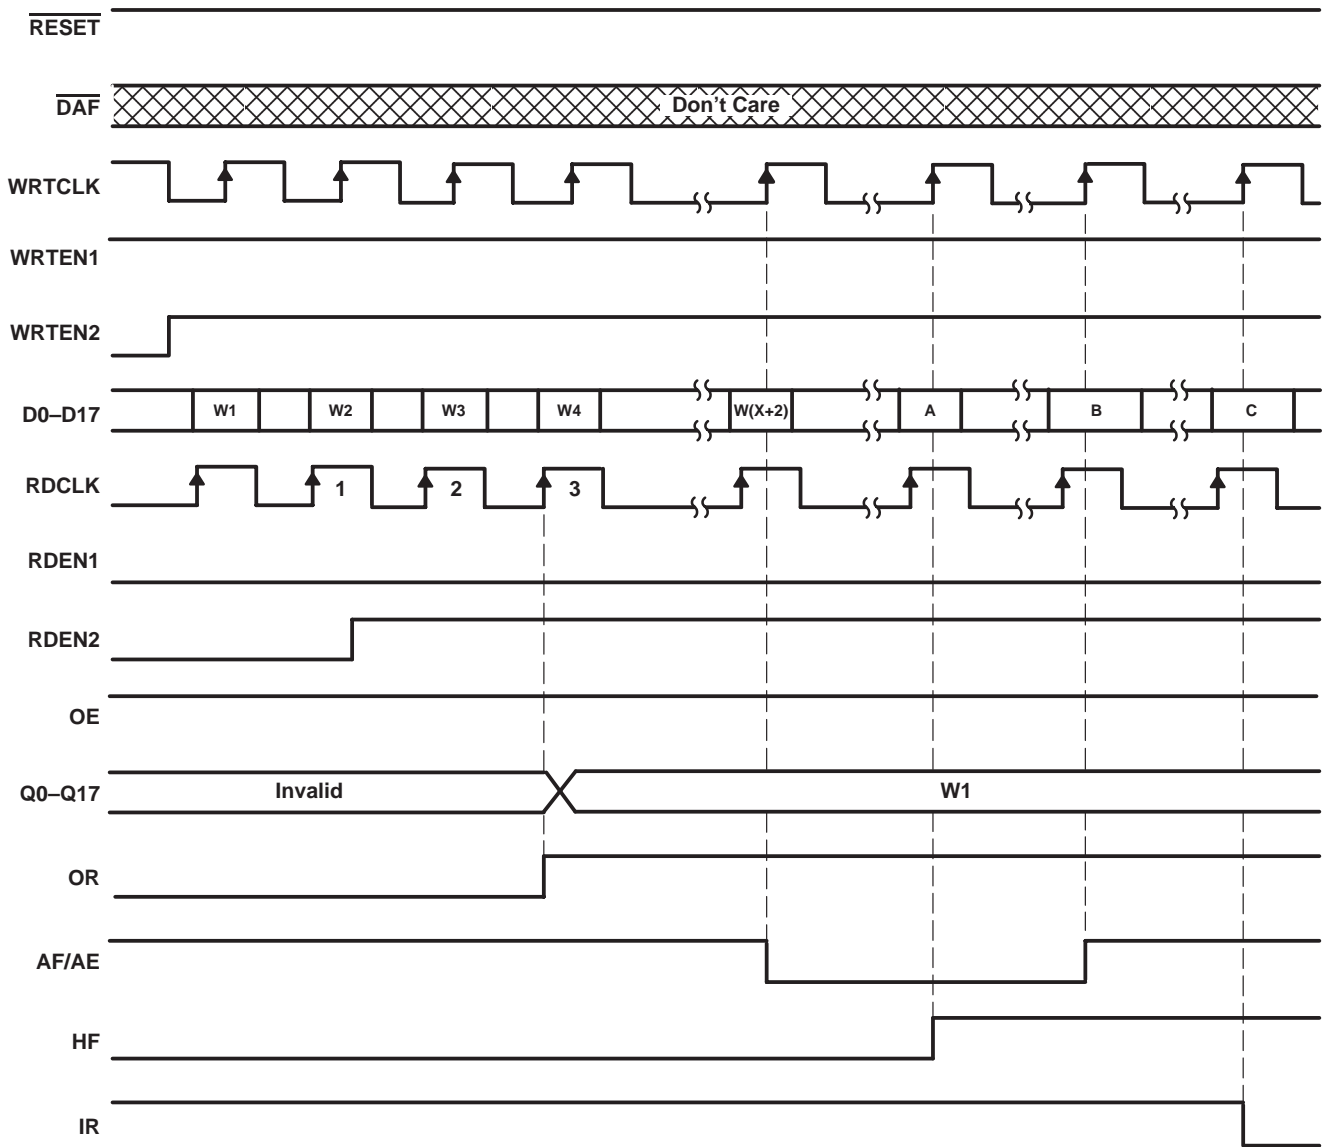 RESET
DAF Don't Care
WRTCLK
WRTEN1
WRTEN2
D0–D17 W1 W2 W3 W4 W(X+2) A B C
RDCLK 1 2 3
RDEN1
RDEN2
OE
Q0–Q17 Invalid W1
OR
AF/AE
HF
IR